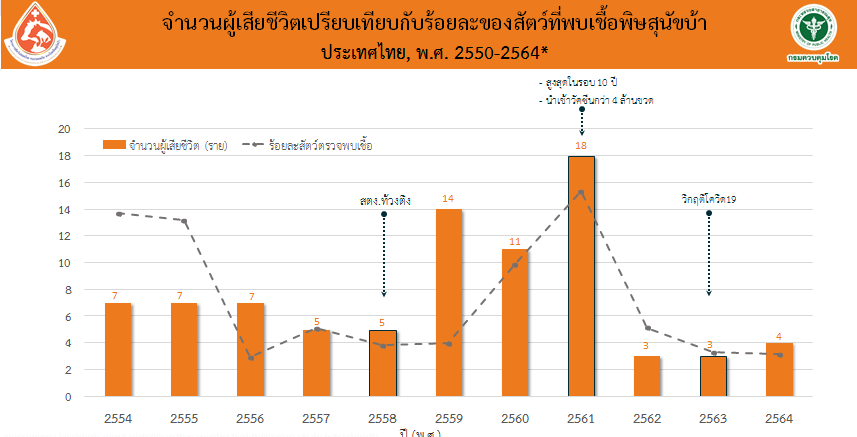 จำนวนผู้เสียชีวิตเปรียบเทียบกับร้อยละของสัตว์ที่พบเชื้อพิษสุนัขบ้า
ประเทศไทย, พ.ศ. 2550-2564*
กรมควบคุมโรค
- สูงสุดในรอบ 10 ปี
- นำเข้าวัคซีนกว่า 4 ล้านขวด
จำนวนผู้เสียชีวิต (ราย)
ร้อยละสัตว์ตรวจพบเชื้อ
สตง.ท้วงติง
วิกฤติโควิด19
20
18
16
14
12
10
8
6
4
2
0
7
7
7
5
5
14
11
18
3
3
4
2554 2555 2556 2557 2558 2559 2560 2561 2562 2563 2564
ปี (พ.ศ.)